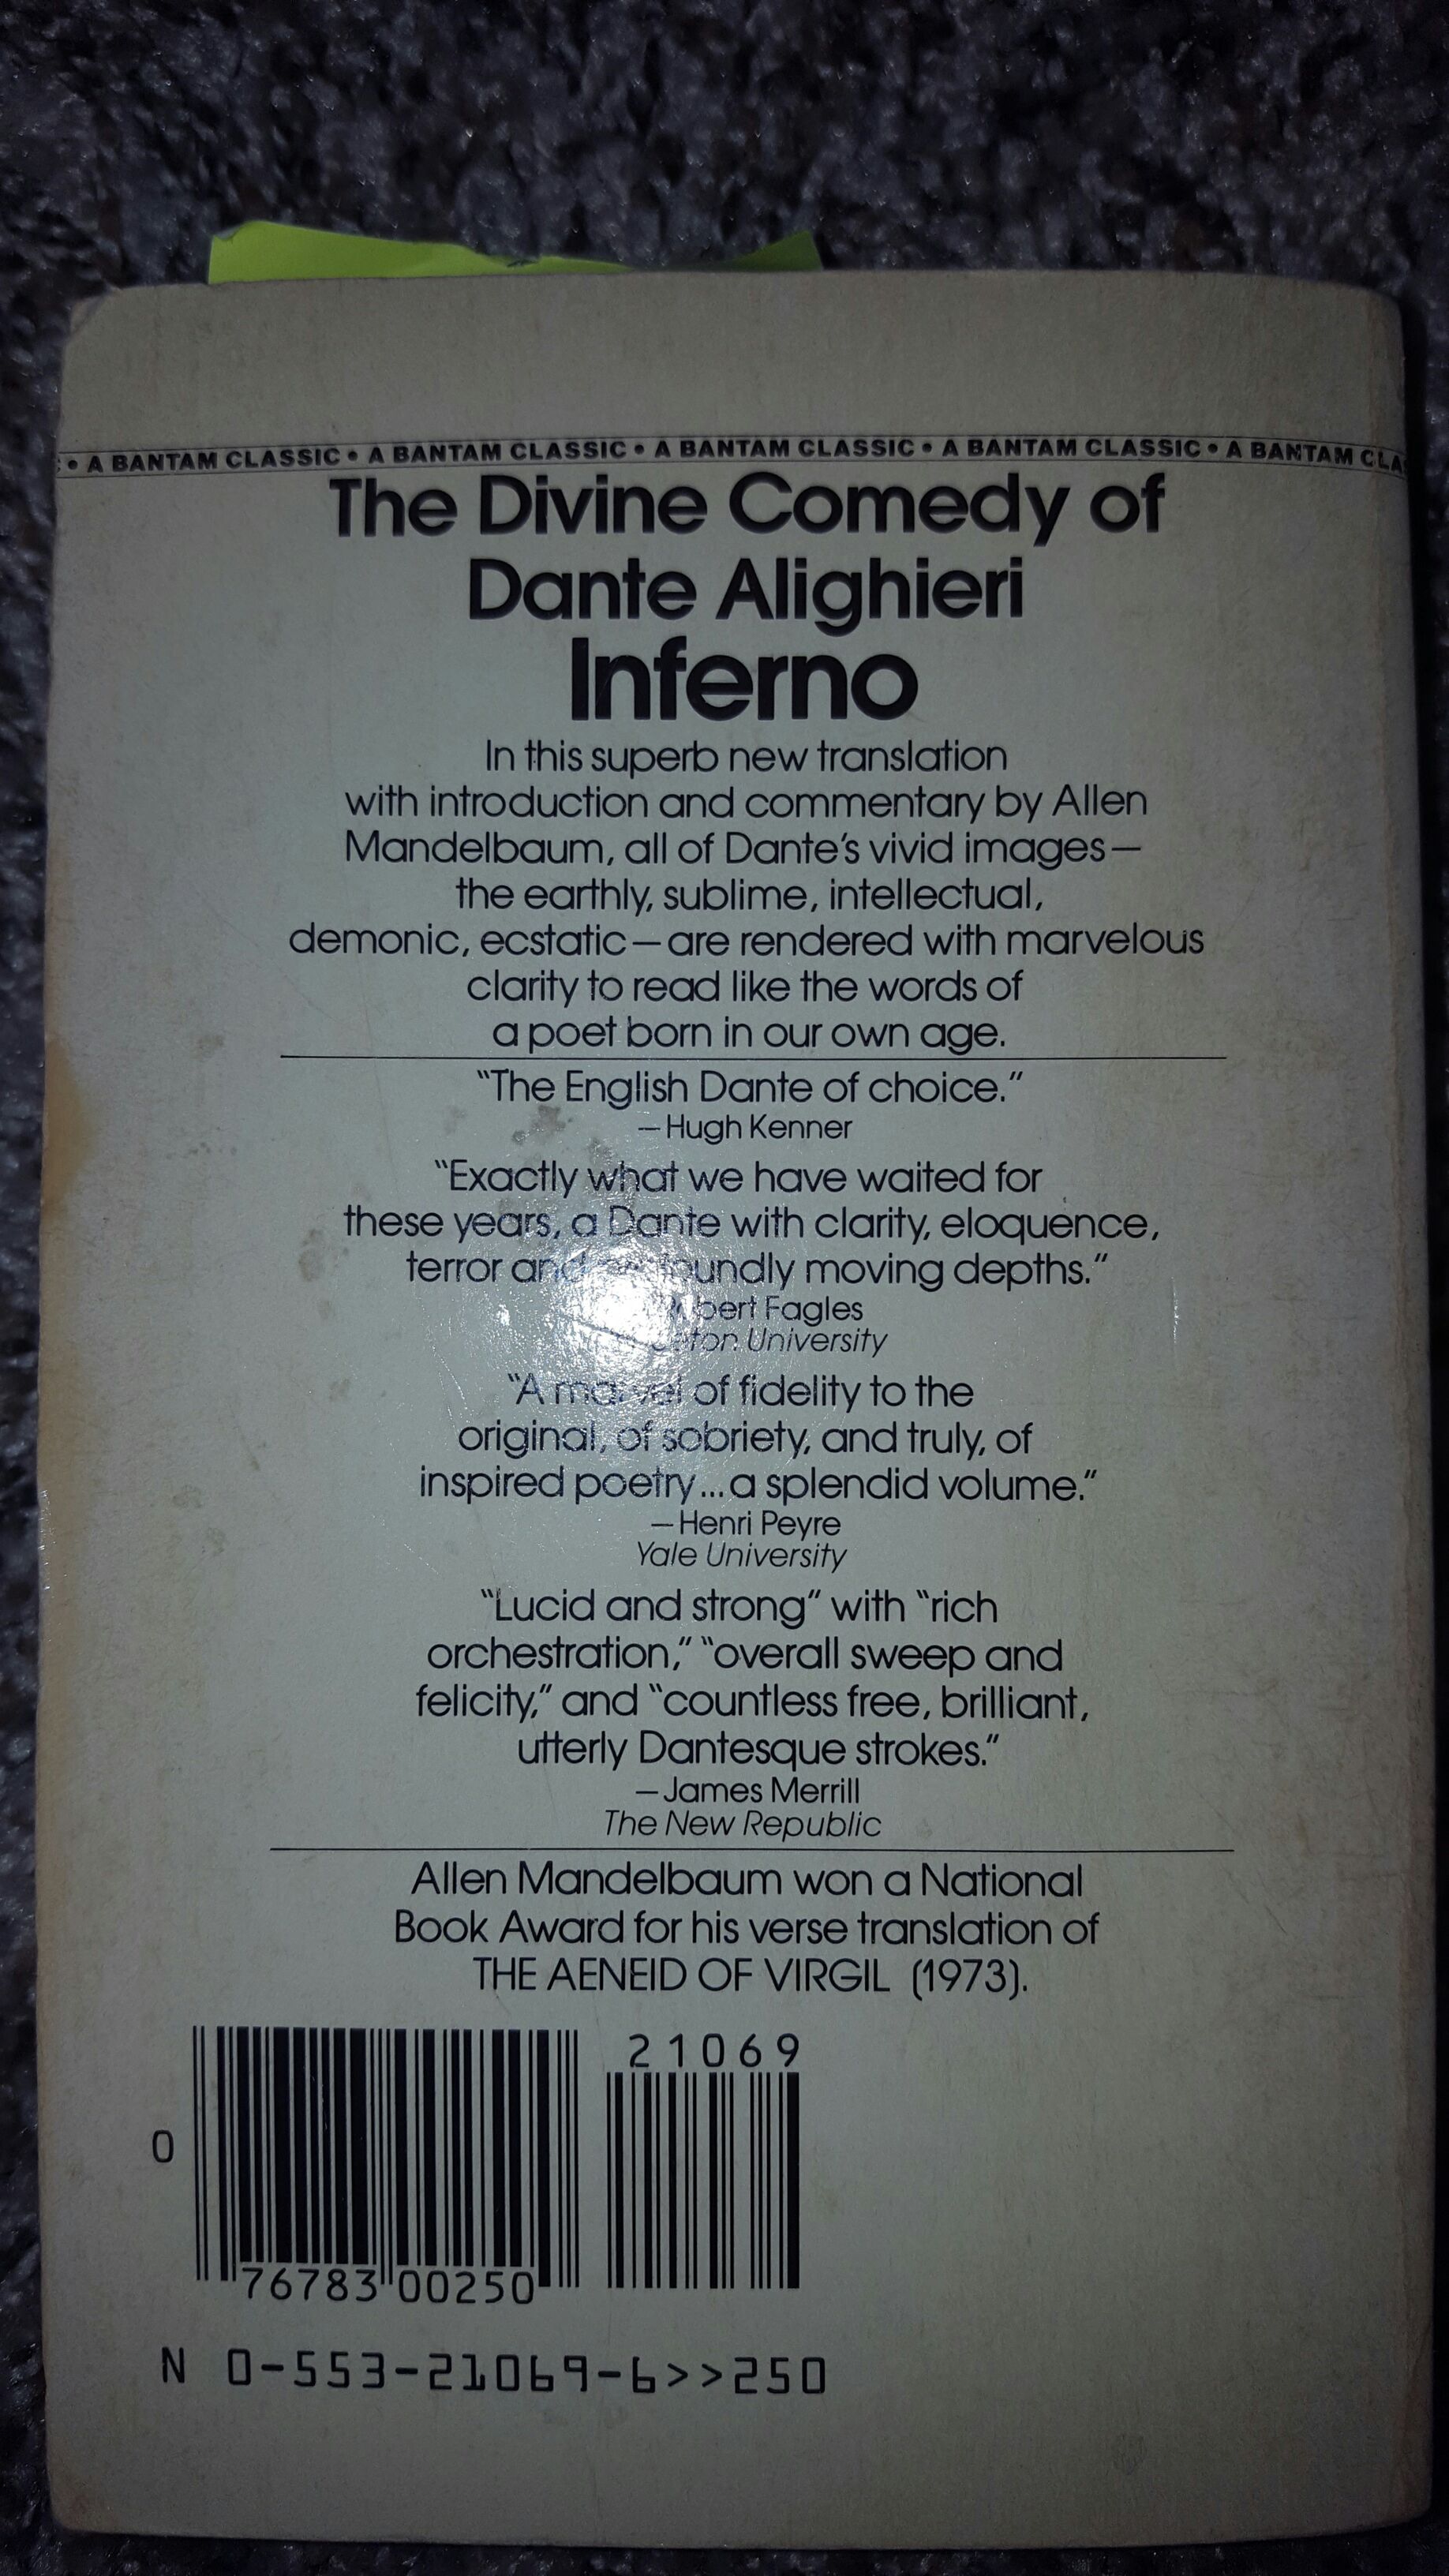 • A BANTAM CLASSIC • A BANTAM CLASSIC • A BANTAM CLASSIC • A BANTAM CLASSIC • A BANTAM CLA
The Divine Comedy of
Dante Alighieri
Inferno
In this superb new translation
with introduction and commentary by Allen
Mandelbaum, all of Dante's vivid images—
the earthly, sublime, intellectual,
demonic, ecstatic—are rendered with marvelous
clarity to read like the words of
a poet born in our own age.
"The English Dante of choice."
—Hugh Kenner
"Exactly what we have waited for
these years, a Dante with clarity, eloquence,
terror and profoundly moving depths."
Robert Fagles
University
"A marvel of fidelity to the
original, of sobriety, and truly, of
inspired poetry...a splendid volume."
—Henri Peyre
Yale University
"Lucid and strong" with "rich
orchestration," "overall sweep and
felicity," and "countless free, brilliant,
utterly Dantesque strokes."
—James Merrill
The New Republic
Allen Mandelbaum won a National
Book Award for his verse translation of
THE AENEID OF VIRGIL (1973).
21069
0
76783 00250
N 0-553-21069-6>>250